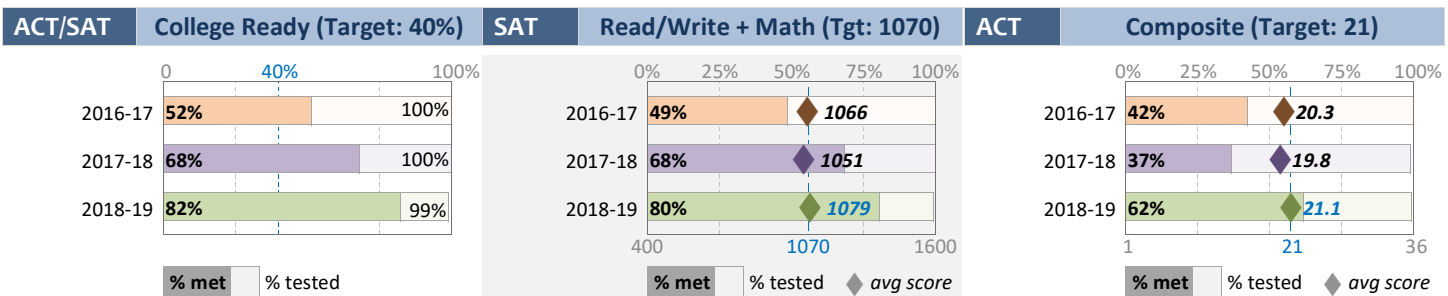 ACT/SAT College Ready (Target: 40%)
0 40% 100%
2016-17 52% 100%
2017-18 68% 100%
2018-19 82% 99%
% met % tested
SAT Read/Write + Math (Tgt: 1070)
0% 25% 50% 75% 100%
2016-17 49% 1066
2017-18 68% 1051
2018-19 80% 1079
400 1070 1600
% met % tested avg score
ACT Composite (Target: 21)
0% 25% 50% 75% 100%
2016-17 42% 20.3
2017-18 37% 19.8
2018-19 62% 21.1
1 21 36
% met % tested avg score